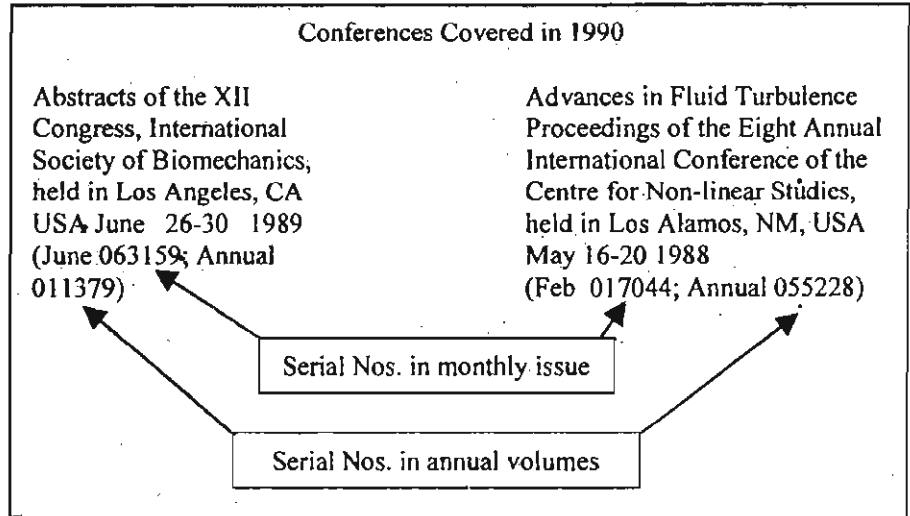 Conferences Covered in 1990
Abstracts of the XII
Congress, International
Society of Biomechanics,
held in Los Angeles, CA
USA June 26-30 1989
(June 063159; Annual
011379)
Advances in Fluid Turbulence
Proceedings of the Eight Annual
International Conference of the
Centre for Non-linear Studics,
held in Los Alamos, NM, USA
May 16-20 1988
(Feb 017044; Annual 055228)
Serial Nos. in monthly issue
Serial Nos. in annual volumes